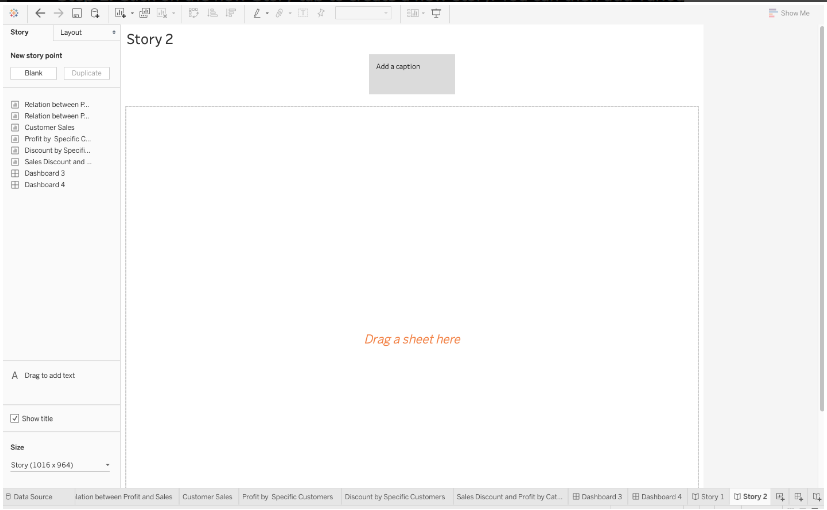 Show Me
Story
Layout
Story 2
New story point
Blank
Duplicate
Add a caption
Relation between P...
Relation between P...
Customer Sales
Profit by Specific C...
Discount by Specifi...
Sales Discount and ...
Dashboard 3
Dashboard 4
Drag a sheet here
A Drag to add text
Show title
Size
Story (1016 x 964)
Data Source lation between Profit and Sales Customer Sales Profit by Specific Customers Discount by Specific Customers Sales Discount and Profit by Cat... Dashboard 3 Dashboard 4 Story 1 Story 2